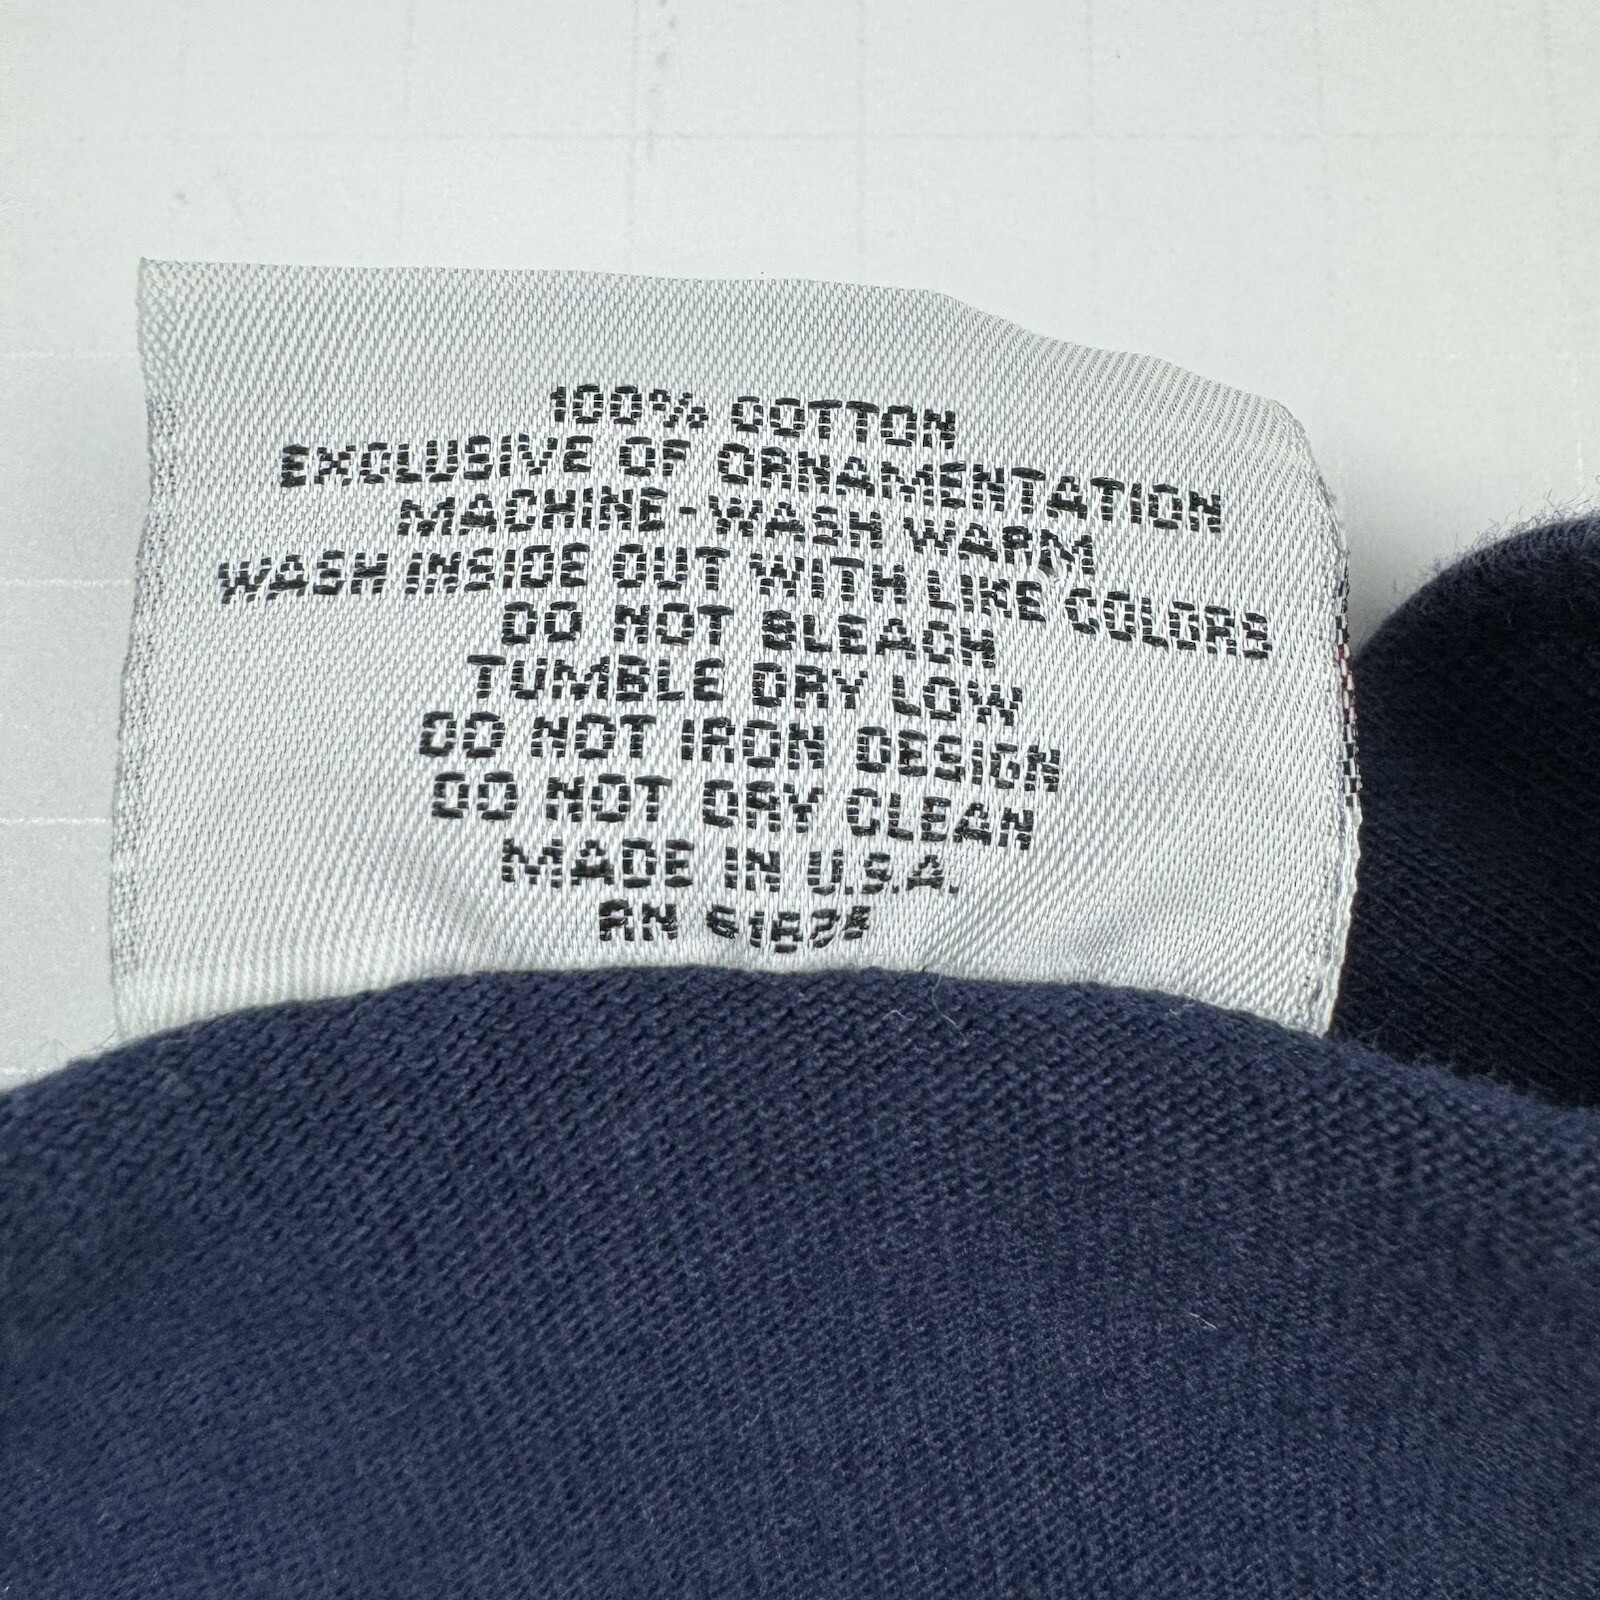 100% COTTON
EXCLUSIVE OF ORNAMENTATION
MACHINE-WASH WARM
WASH INSIDE OUT WITH LIKE COLORS
DO NOT BLEACH
TUMBLE DRY LOW
DO NOT IRON DESIGN
DO NOT DRY CLEAN
MADE IN U.S.A.
RN